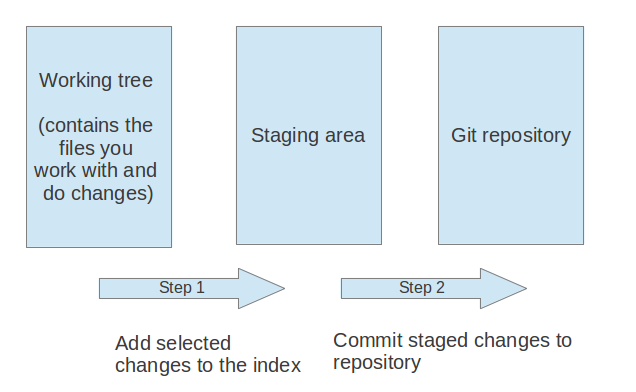 Working tree
(contains the
files you
work with and
do changes)
Staging area
Git repository
Step 1
Step 2
Add selected
changes to the index
Commit staged changes to
repository